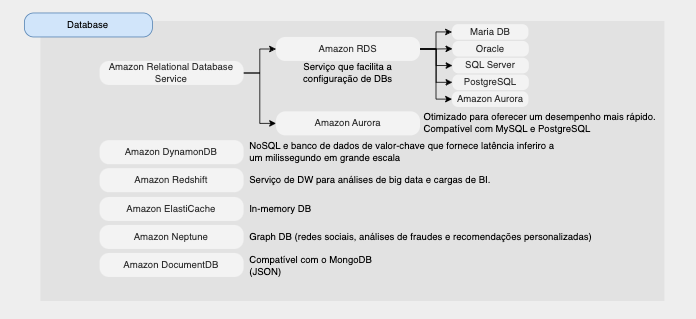 Database
Amazon Relational Database
Service
Amazon RDS
Serviço que facilita a
configuração de DBs
Maria DB
Oracle
SQL Server
PostgreSQL
Amazon Aurora
Amazon Aurora
Otimizado para oferecer um desempenho mais rápido.
Compatível com MySQL e PostgreSQL
Amazon DynamonDB
NoSQL e banco de dados de valor-chave que fornece latência inferiro a
um milissegundo em grande escala
Amazon Redshift
Serviço de DW para análises de big data e cargas de BI.
Amazon ElastiCache
In-memory DB
Amazon Neptune
Graph DB (redes sociais, análises de fraudes e recomendações personalizadas)
Amazon DocumentDB
Compatível com o MongoDB
(JSON)